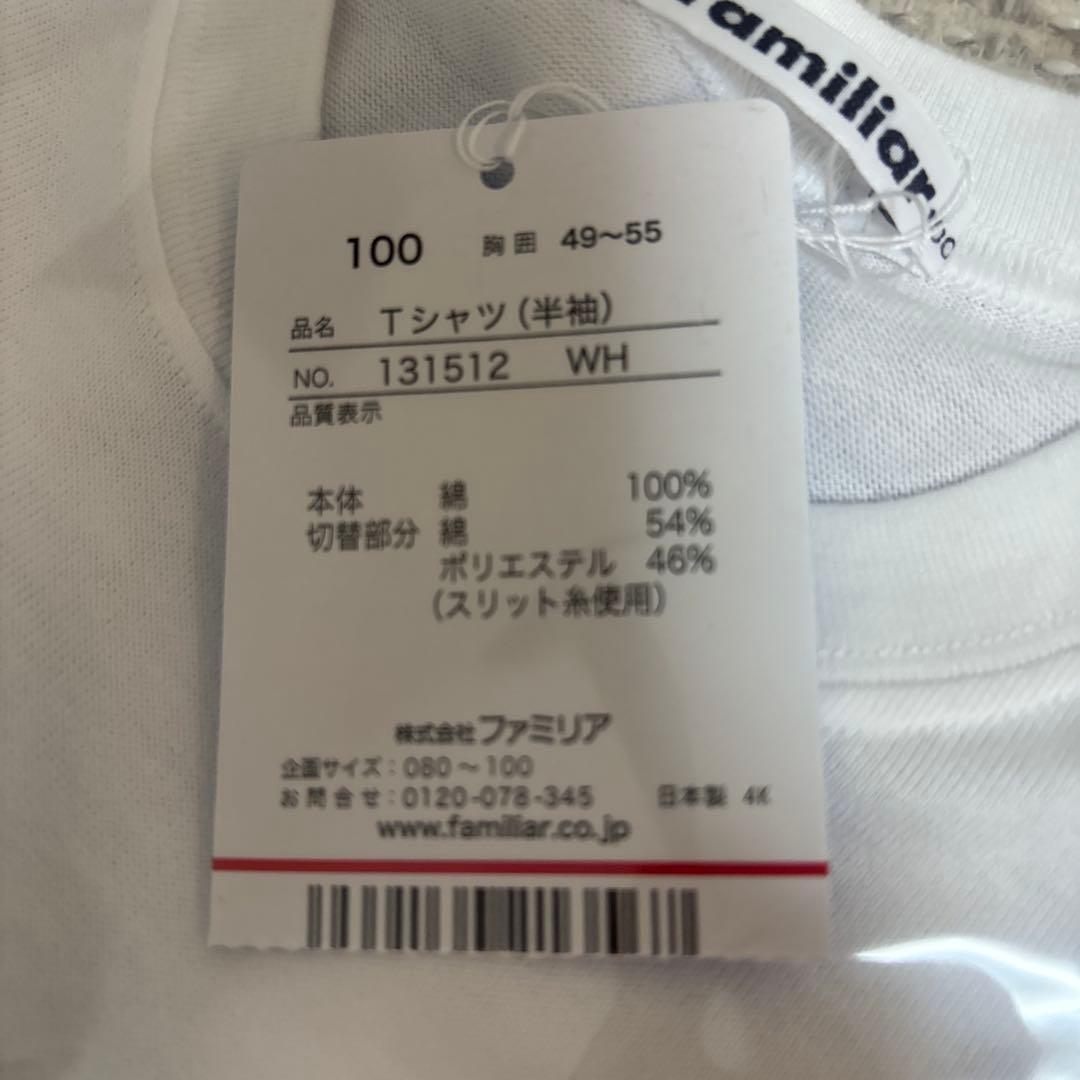 familiar
100
100 胸囲 49〜55
品名 Tシャツ (半袖)
NO. 131512 WH
品質表示
本体 綿 100%
切替部分 綿 54%
ポリエステル 46%
(スリット糸使用)
株式会社ファミリア
企画サイズ：080〜100
お問合せ：0120-078-345 日本製 4K
www.familiar.co.jp